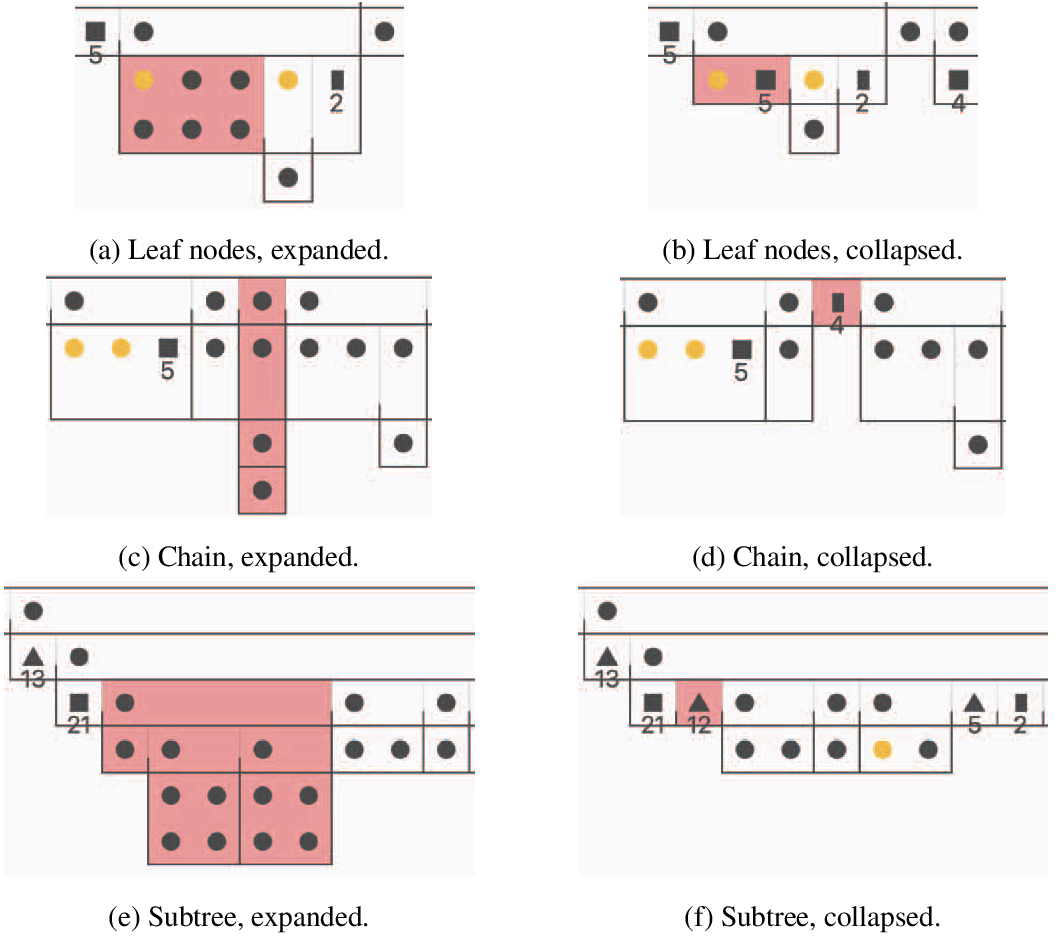 5
2
5
5
2
4
(a) Leaf nodes, expanded.
(b) Leaf nodes, collapsed.
5
4
5
(c) Chain, expanded.
(d) Chain, collapsed.
13
21
13
21 12 5 2
(e) Subtree, expanded.
(f) Subtree, collapsed.